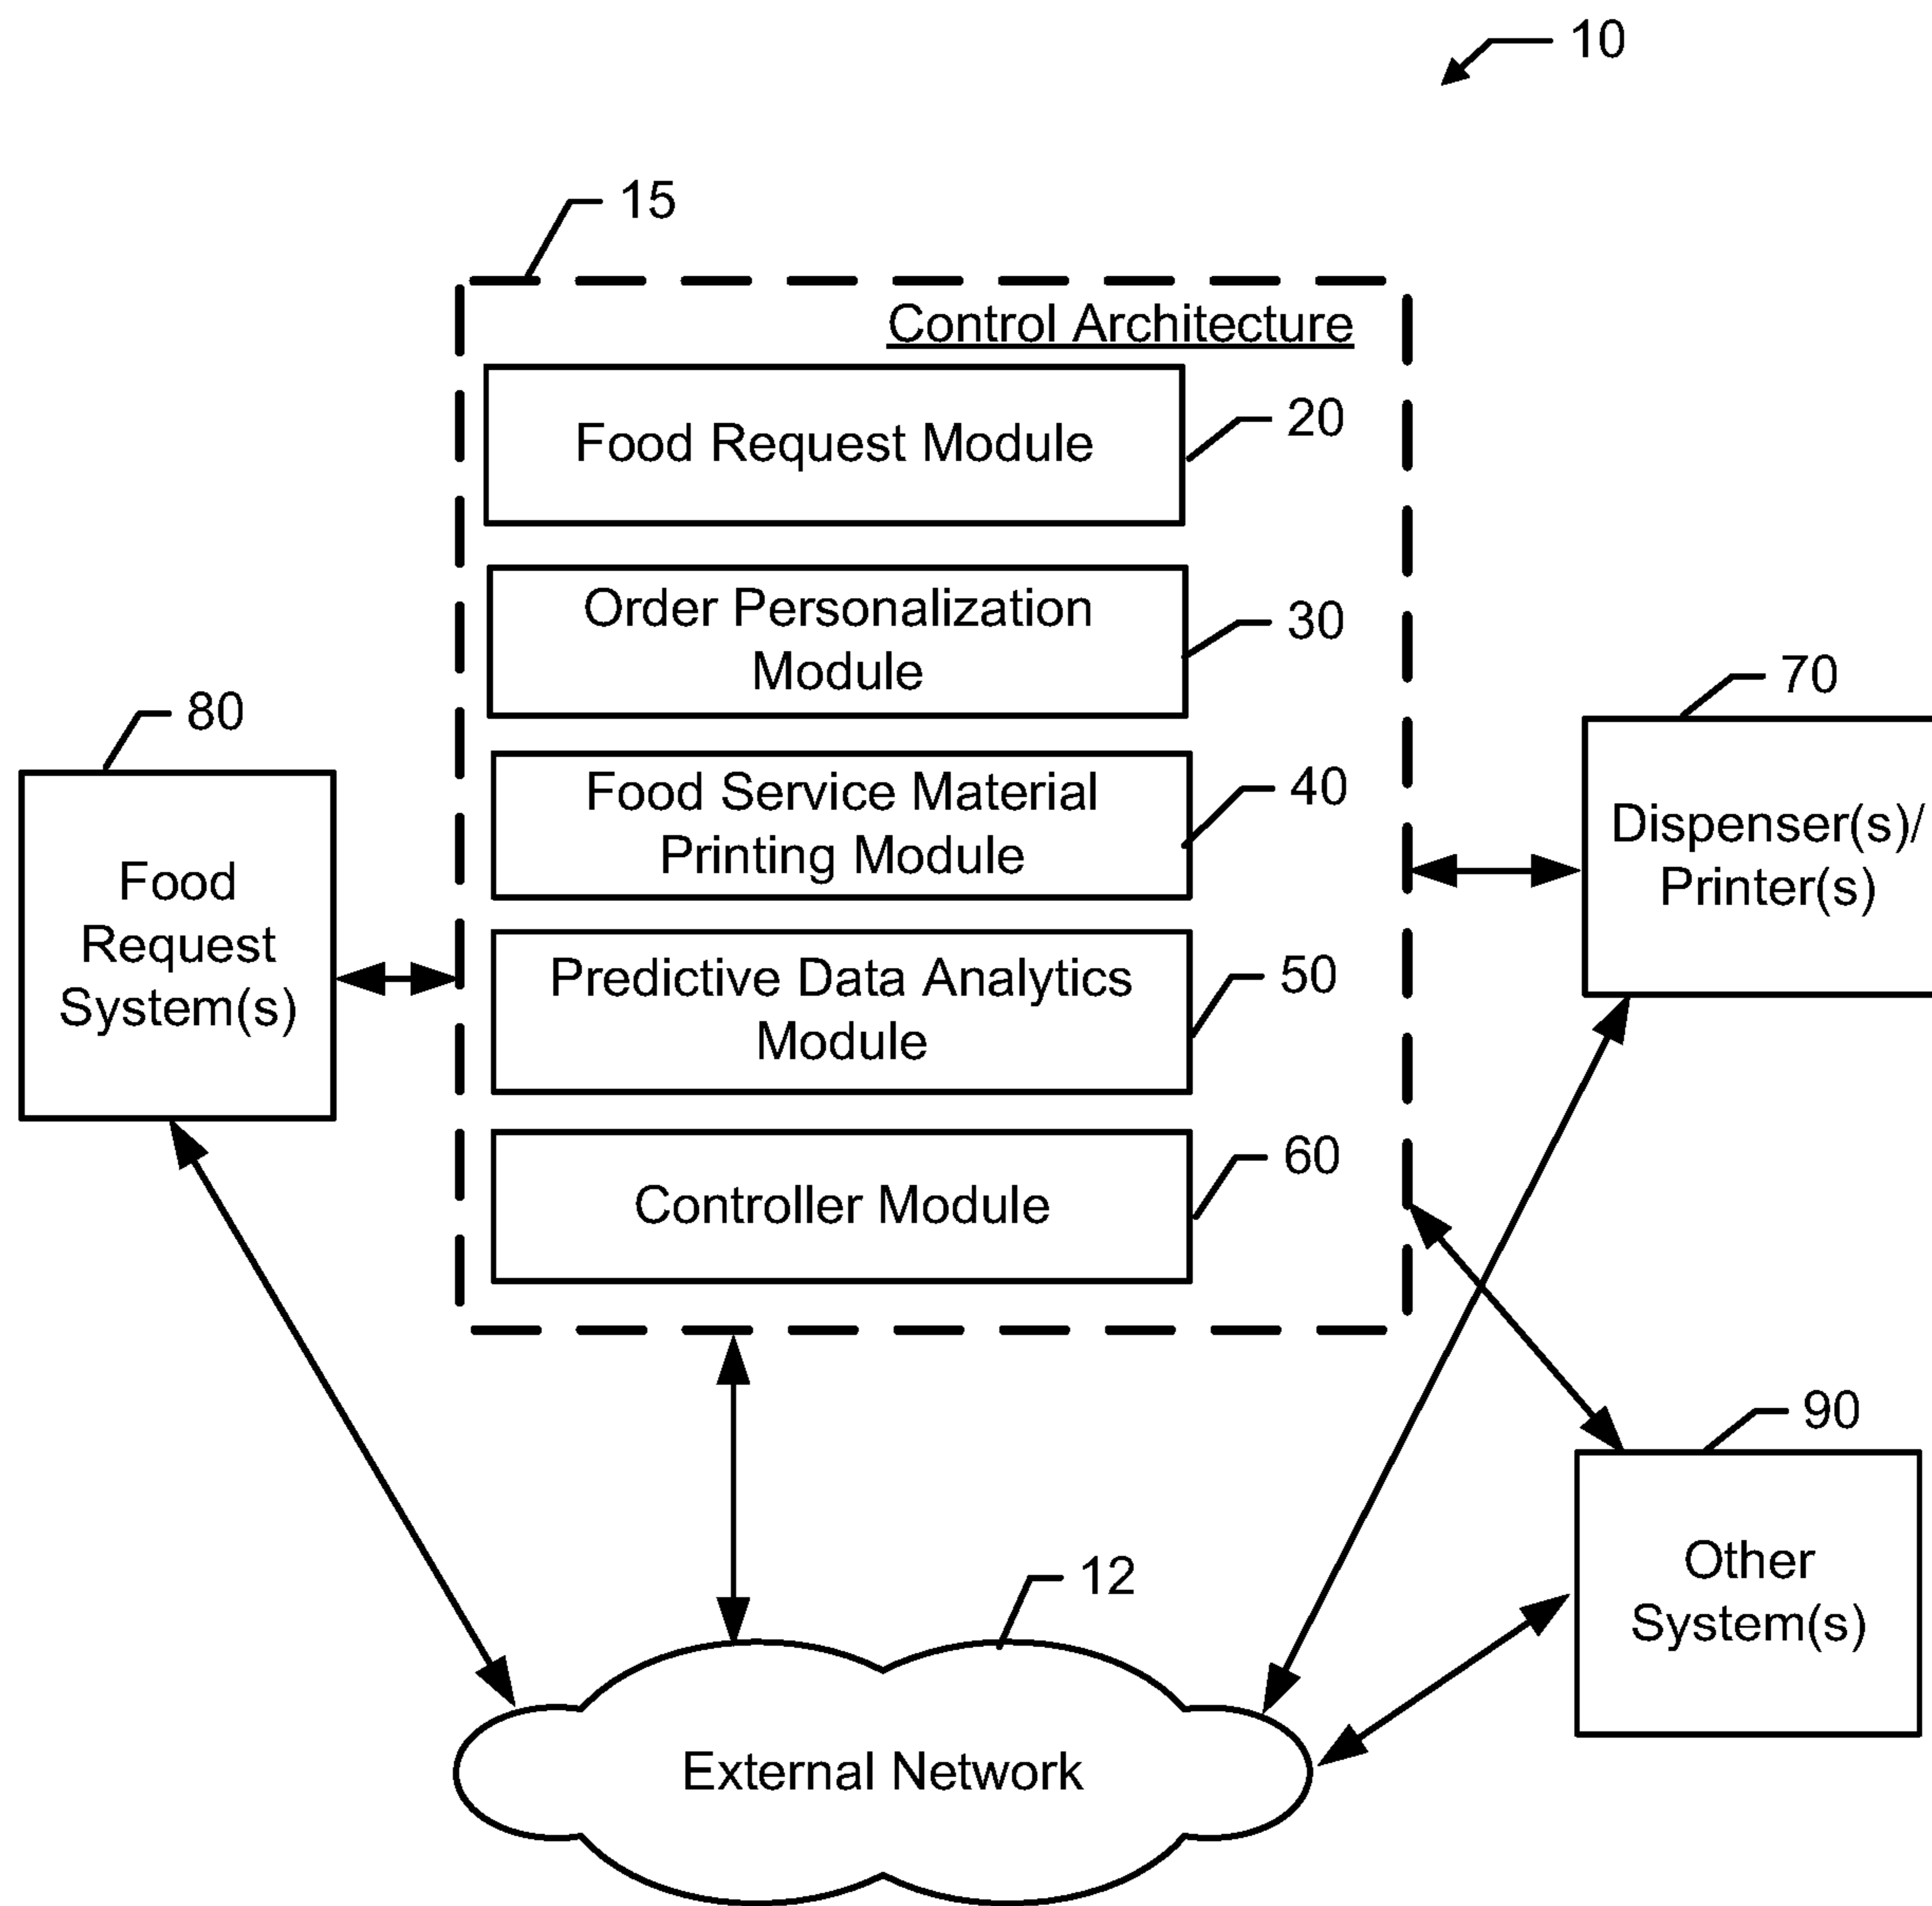 10
15
Control Architecture
Food Request Module
20
Order Personalization
Module
30
Food Service Material
Printing Module
40
Predictive Data Analytics
Module
50
Controller Module
60
80
Food
Request
System(s)
70
Dispenser(s)/
Printer(s)
90
Other
System(s)
12
External Network